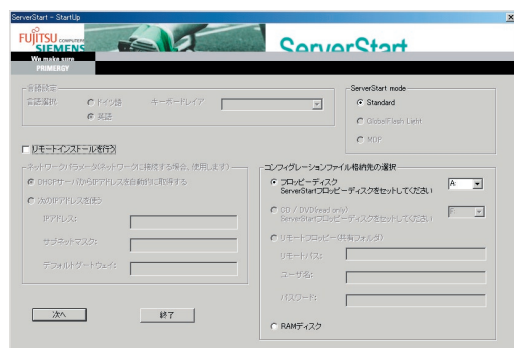 ServerStart - StartUp
FUJITSU COMPUTERS
SIEMENS
ServerStart
We make sure
PRIMERGY
言語設定
言語選択
ドイツ語
英語
キーボードレイア
ServerStart mode
Standard
GlobalFlash Light
MOP
リモートインストールを行う
ネットワークパラメータ(ネットワークに接続する場合、使用します)
DHCPサーバからIPアドレスを自動的に取得する
次のIPアドレスを使う
IPアドレス:
サブネットマスク:
デフォルトゲートウェイ:
コンフィグレーションファイル格納先の選択
フロッピーディスク
ServerStartフロッピーディスクをセットしてください
A:
CD / DVD(read only)
ServerStartフロッピーディスクをセットしてください
リモートフロッピー(共有フォルダ)
リモートパス:
ユーザ名:
パスワード:
RAMディスク
次へ
終了